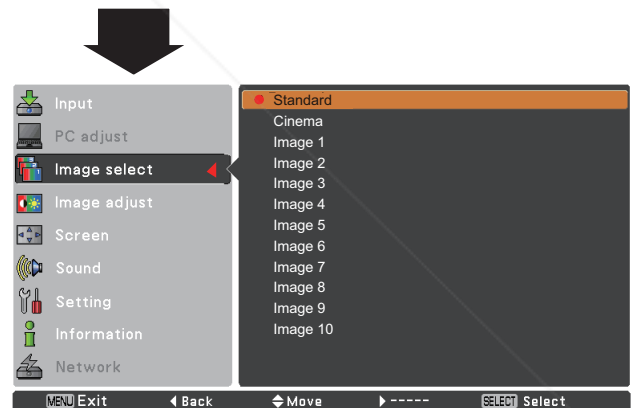 Input
PC adjust
Image select
Image adjust
Screen
Sound
Setting
Information
Network
Standard
Cinema
Image 1
Image 2
Image 3
Image 4
Image 5
Image 6
Image 7
Image 8
Image 9
Image 10
MENU Exit ◀ Back ◆ Move ▶ ----- SELECT Select